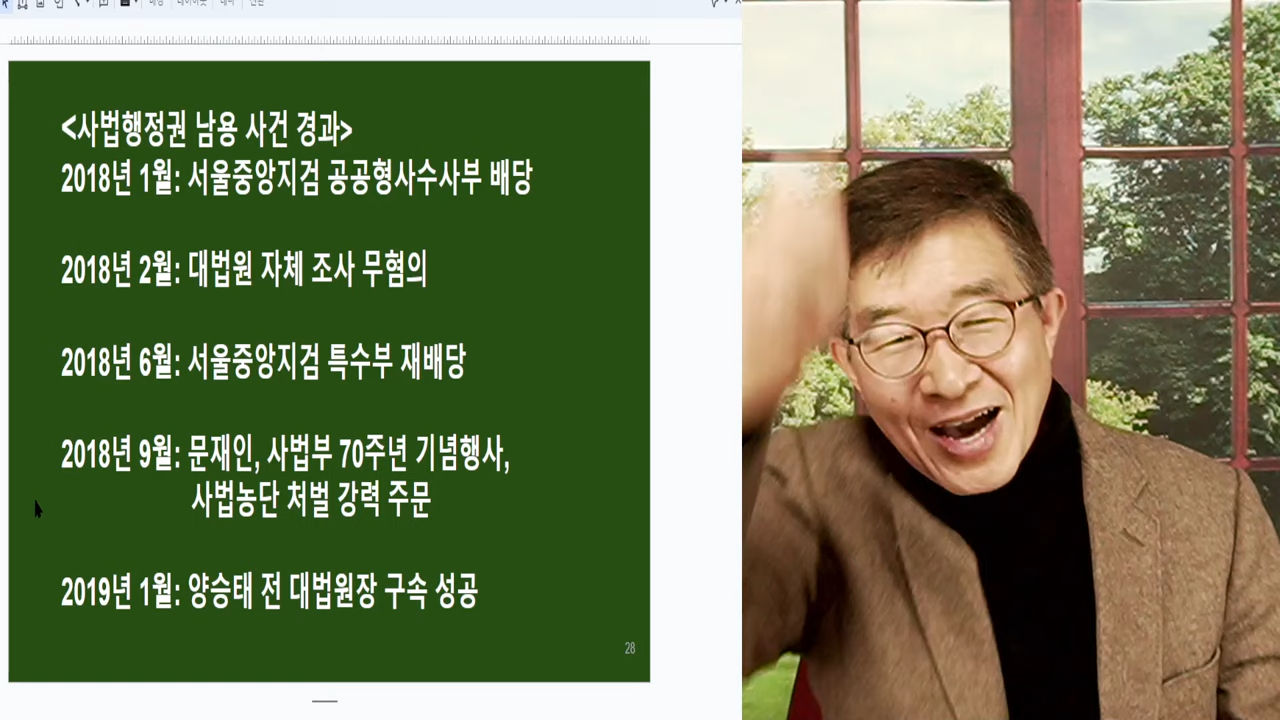 <사법행정권 남용 사건 경과>
2018년 1월: 서울중앙지검 공공형사수사부 배당
2018년 2월: 대법원 자체 조사 무혐의
2018년 6월: 서울중앙지검 특수부 재배당
2018년 9월: 문재인, 사법부 70주년 기념행사,
사법농단 처벌 강력 주문
2019년 1월: 양승태 전 대법원장 구속 성공
28